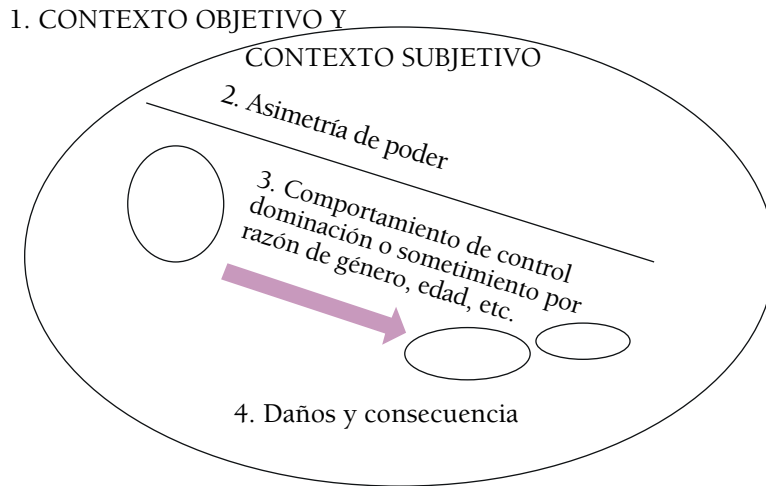 1. CONTEXTO OBJETIVO Y
CONTEXTO SUBJETIVO
2. Asimetría de poder
3. Comportamiento de control
dominación o sometimiento por
razón de género, edad, etc.
4. Daños y consecuencia